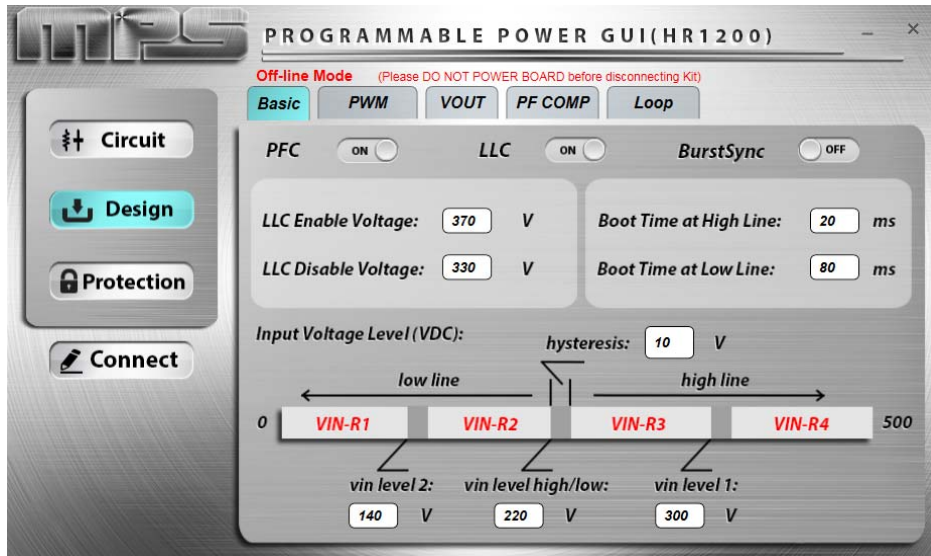 MPS
PROGRAMMABLE POWER GUI(HR1200)
Off-line Mode (Please DO NOT POWER BOARD before disconnecting Kit)
Basic PWM VOUT PF COMP Loop
Circuit
Design
Protection
Connect
PFC ON LLC ON BurstSync OFF
LLC Enable Voltage: 370 V
LLC Disable Voltage: 330 V
Boot Time at High Line: 20 ms
Boot Time at Low Line: 80 ms
Input Voltage Level (VDC):
hysteresis: 10 V
low line high line
0 VIN-R1 VIN-R2 VIN-R3 VIN-R4 500
vin level 2: vin level high/low: vin level 1:
140 V 220 V 300 V